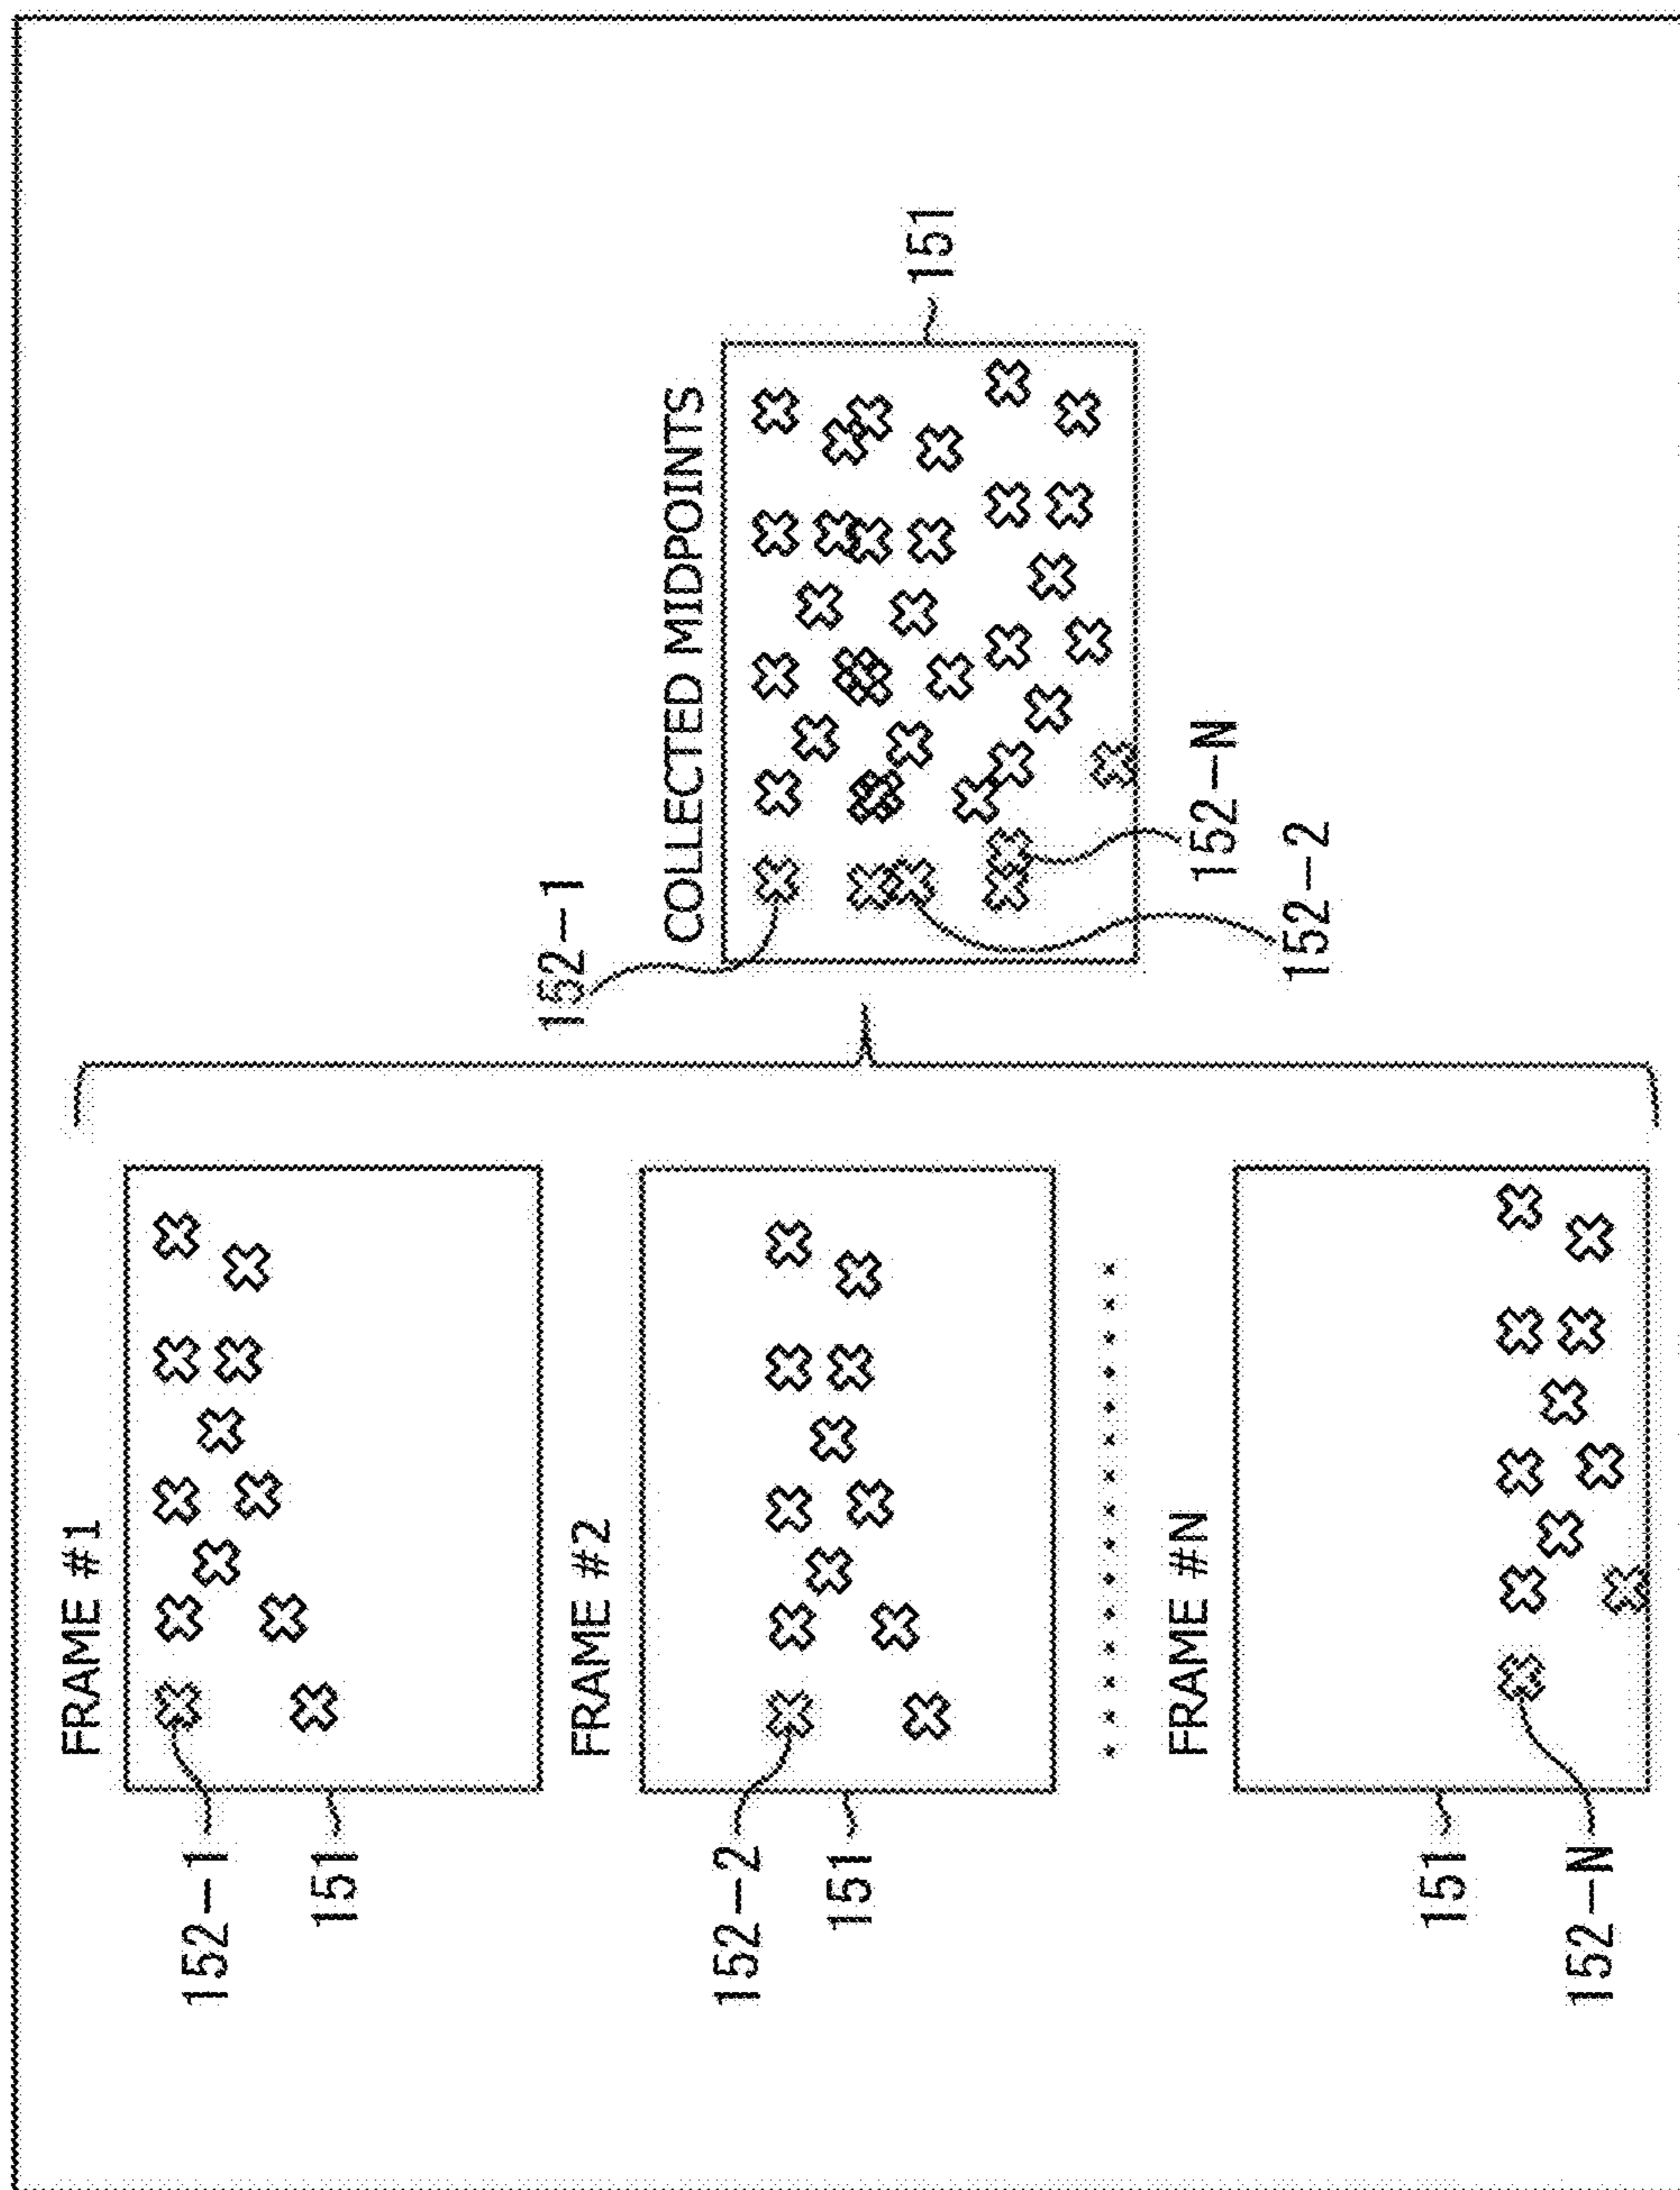 FRAME #1
152-1
151
FRAME #2
152-2
151
FRAME #N
151
152-N
COLLECTED MIDPOINTS
152-1
151
152-N
152-2